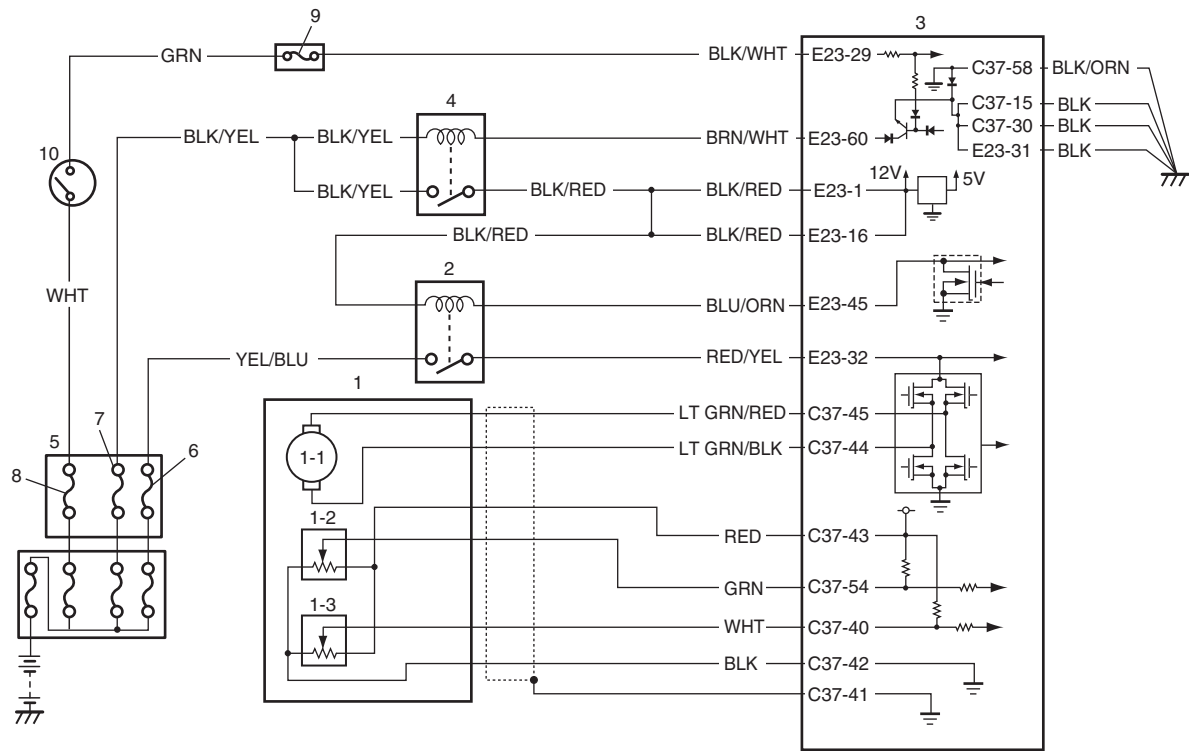 9
3
GRN
BLK/WHT
E23-29
C37-58
BLK/ORN
4
C37-15
BLK
BLK/YEL
BLK/YEL
BRN/WHT
E23-60
C37-30
BLK
10
E23-31
BLK
12V
5V
BLK/YEL
BLK/RED
BLK/RED
E23-1
BLK/RED
BLK/RED
E23-16
2
WHT
BLU/ORN
E23-45
YEL/BLU
RED/YEL
E23-32
1
LT GRN/RED
C37-45
7
5
6
1-1
LT GRN/BLK
C37-44
8
1-2
RED
C37-43
GRN
C37-54
1-3
WHT
C37-40
BLK
C37-42
C37-41